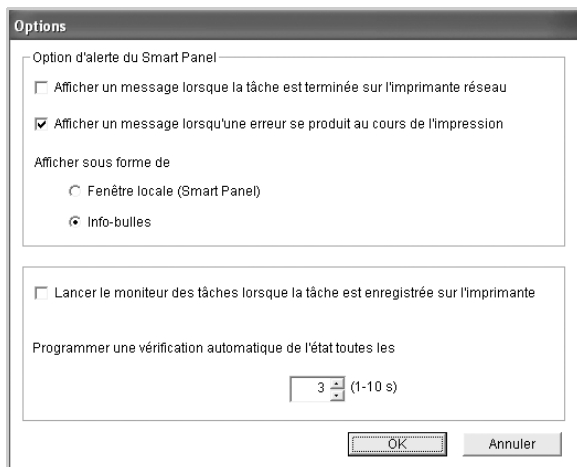 Options
Option d'alerte du Smart Panel
Afficher un message lorsque la tâche est terminée sur l'imprimante réseau
Afficher un message lorsqu'une erreur se produit au cours de l'impression
Afficher sous forme de
Fenêtre locale (Smart Panel)
Info-bulles
Lancer le moniteur des tâches lorsque la tâche est enregistrée sur l'imprimante
Programmer une vérification automatique de l'état toutes les
3 (1-10 s)
OK Annuler